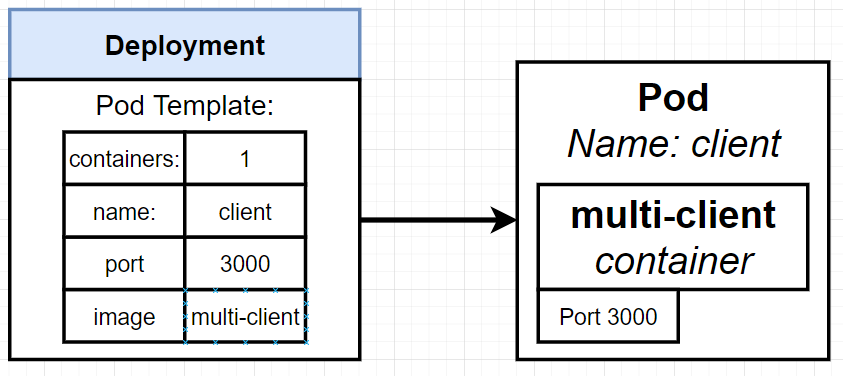 Deployment
Pod Template:
containers: 1
name: client
port 3000
image multi-client
Pod
Name: client
multi-client
container
Port 3000